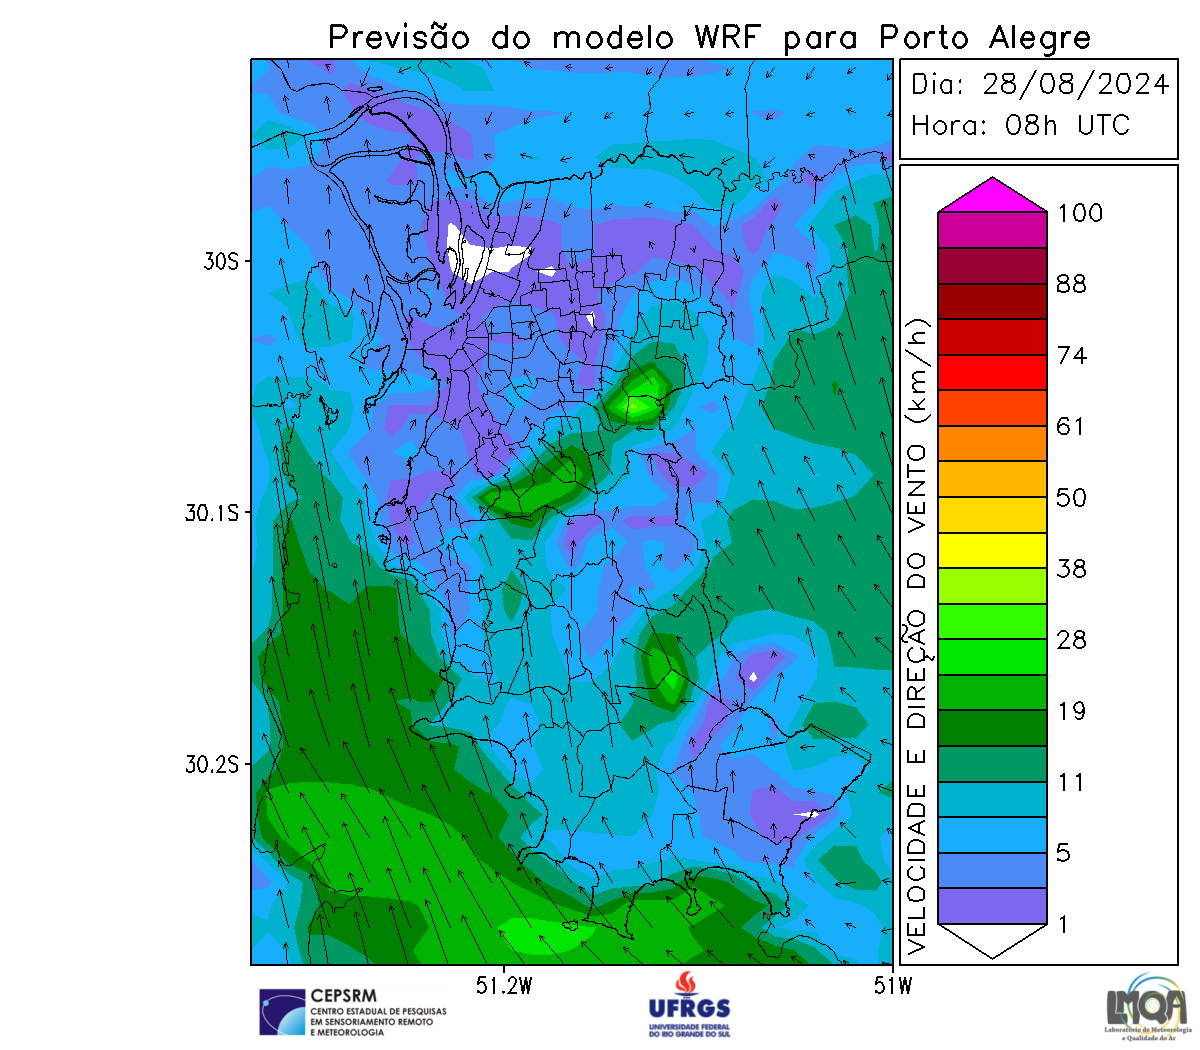 Previsão do modelo WRF para Porto Alegre
Dia: 28/08/2024
Hora: 08h UTC
30S
30.1S
30.2S
51.2W
51W
VELOCIDADE E DIREÇÃO DO VENTO (km/h)
100
88
74
61
50
38
28
19
11
5
1
CEPSRM
CENTRO ESTADUAL DE PESQUISAS
EM SENSORIAMENTO REMOTO
E METEOROLOGIA
UFRGS
UNIVERSIDADE FEDERAL
DO RIO GRANDE DO SUL
LMQA
Laboratório de Meteorologia
e Qualidade do Ar